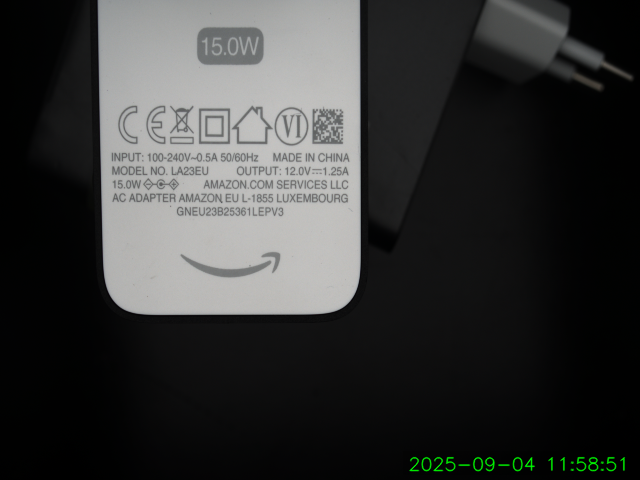 15.0W
CE VI
INPUT: 100-240V~0.5A 50/60Hz MADE IN CHINA
MODEL NO. LA23EU OUTPUT: 12.0V⎓1.25A
15.0W AMAZON.COM SERVICES LLC
AC ADAPTER AMAZON EU L-1855 LUXEMBOURG
GNEU23B25361LEPV3
2025-09-04 11:58:51